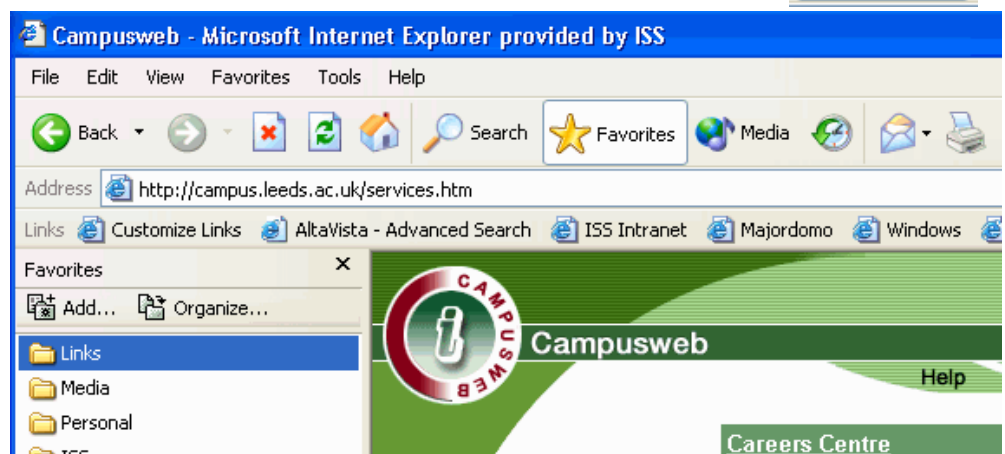 Campusweb - Microsoft Internet Explorer provided by ISS
File Edit View Favorites Tools Help
Back Search Favorites Media
Address http://campus.leeds.ac.uk/services.htm
Links Customize Links AltaVista - Advanced Search ISS Intranet Majordomo Windows
Favorites X
Add... Organize...
Links
Media
Personal
ISS
CAMPUSWEB
i
CAMPUSWEB
Campusweb
Help
Careers Centre